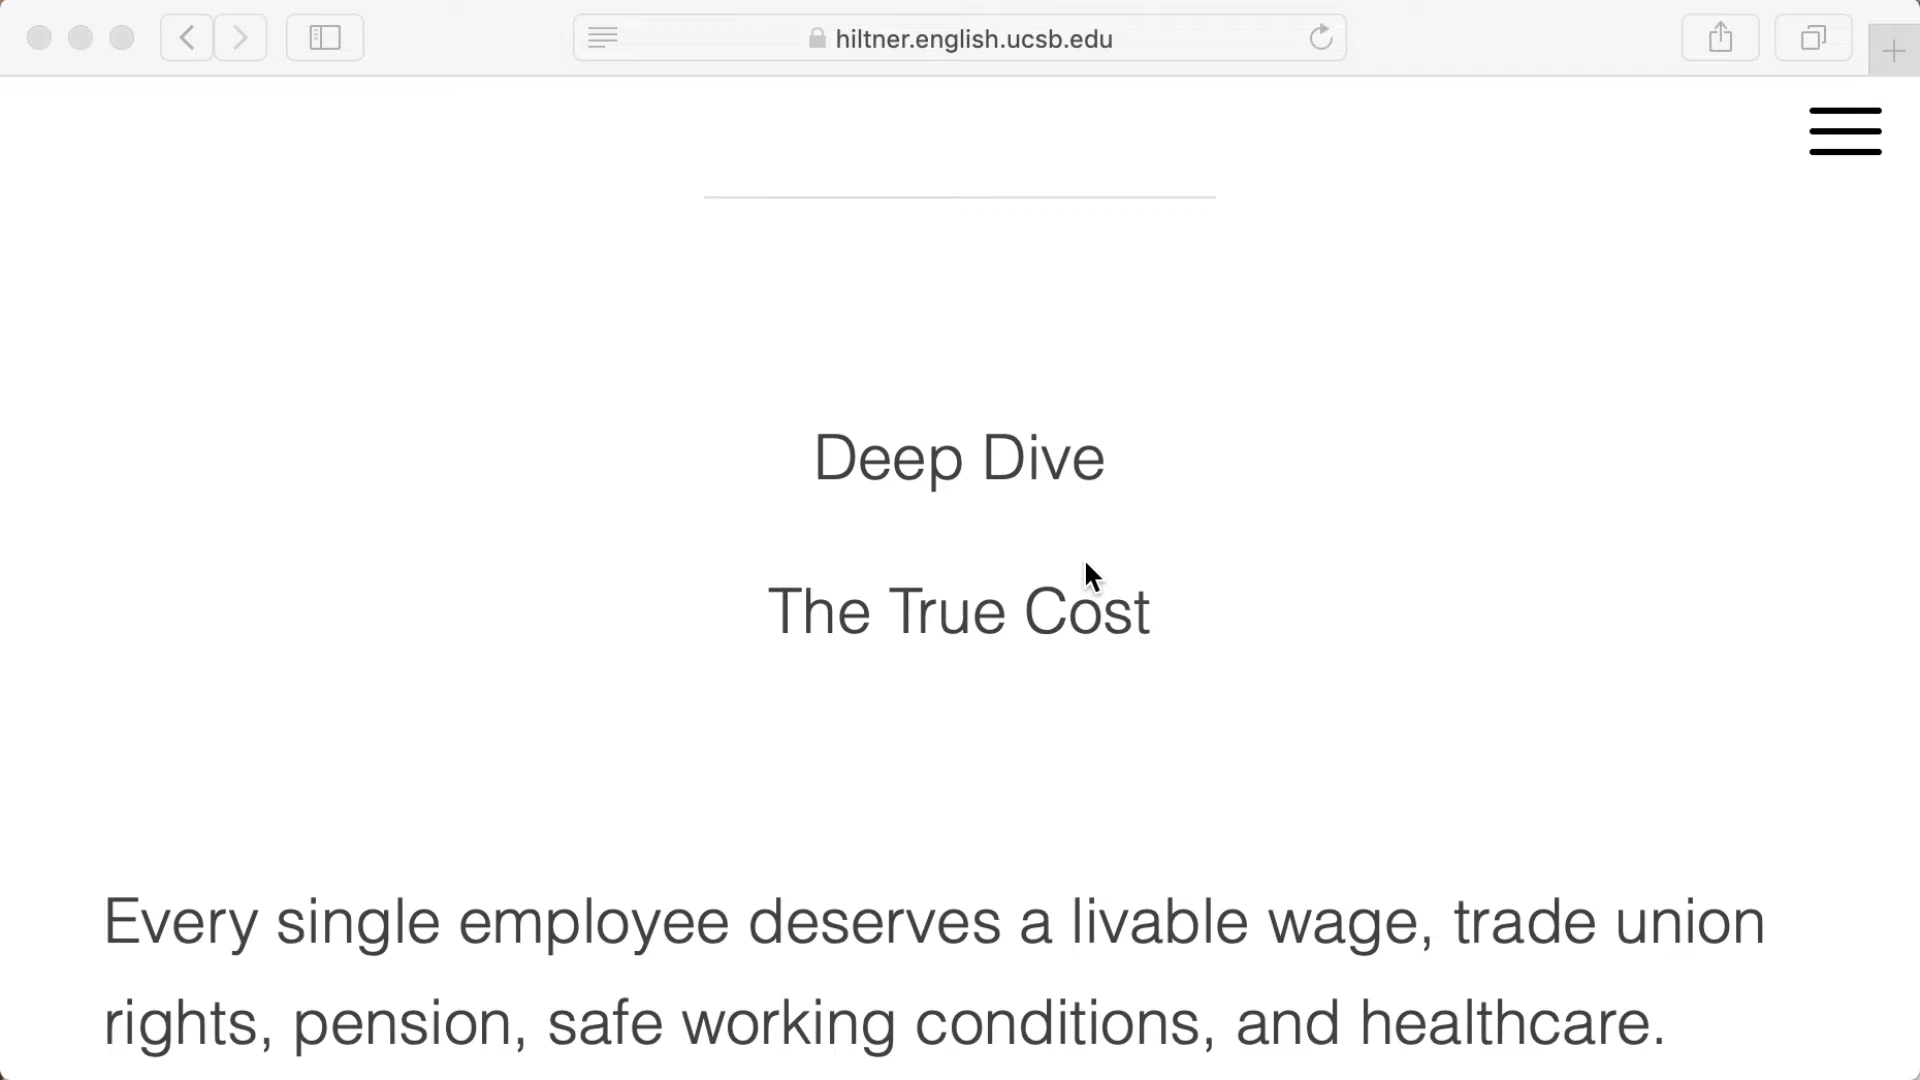 hiltner.english.ucsb.edu
Deep Dive
The True Cost
Every single employee deserves a livable wage, trade union
rights, pension, safe working conditions, and healthcare.